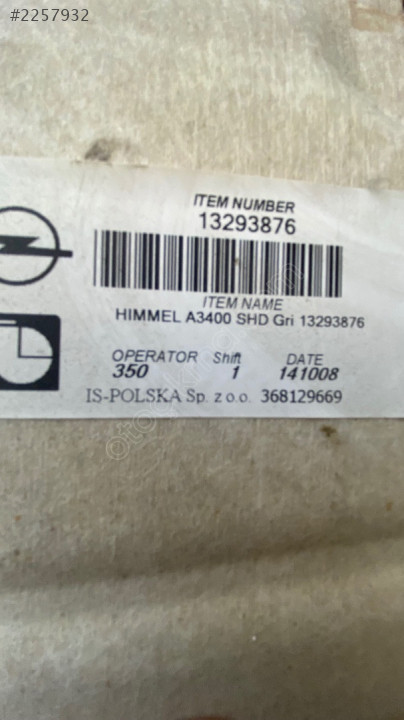 #2257932
ITEM NUMBER
13293876
ITEM NAME
HIMMEL A3400 SHD Gri 13293876
OPERATOR Shift DATE
350 1 141008
IS-POLSKA Sp. z o.o. 368129669